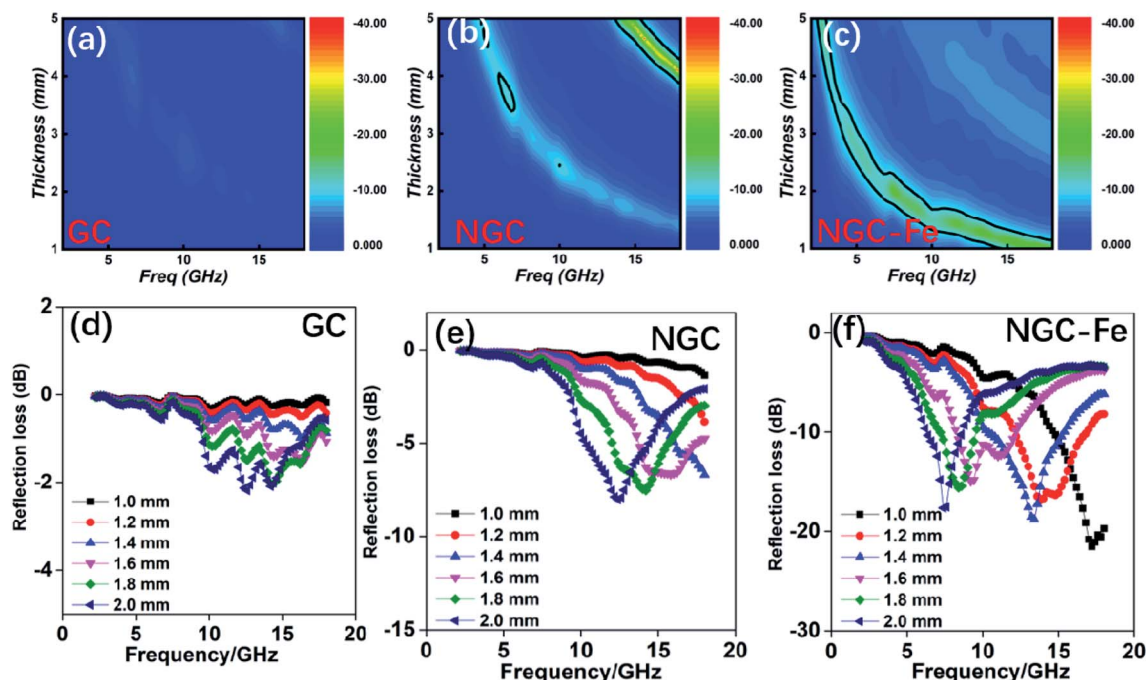 (a)
GC
5
4
3
2
1
Thickness (mm)
5 10 15
Freq (GHz)
-40.00
-30.00
-20.00
-10.00
0.000
(b)
NGC
5
4
3
2
1
Thickness (mm)
5 10 15
Freq (GHz)
-40.00
-30.00
-20.00
-10.00
0.000
(c)
NGC-Fe
5
4
3
2
1
Thickness (mm)
5 10 15
Freq (GHz)
-40.00
-30.00
-20.00
-10.00
0.000
(d) GC
2
0
-2
-4
Reflection loss (dB)
1.0 mm
1.2 mm
1.4 mm
1.6 mm
1.8 mm
2.0 mm
0 5 10 15 20
Frequency/GHz
(e) NGC
0
-5
-10
-15
Reflection loss (dB)
1.0 mm
1.2 mm
1.4 mm
1.6 mm
1.8 mm
2.0 mm
0 5 10 15 20
Frequency/GHz
(f) NGC-Fe
0
-10
-20
-30
Reflection loss (dB)
1.0 mm
1.2 mm
1.4 mm
1.6 mm
1.8 mm
2.0 mm
0 5 10 15 20
Frequency/GHz